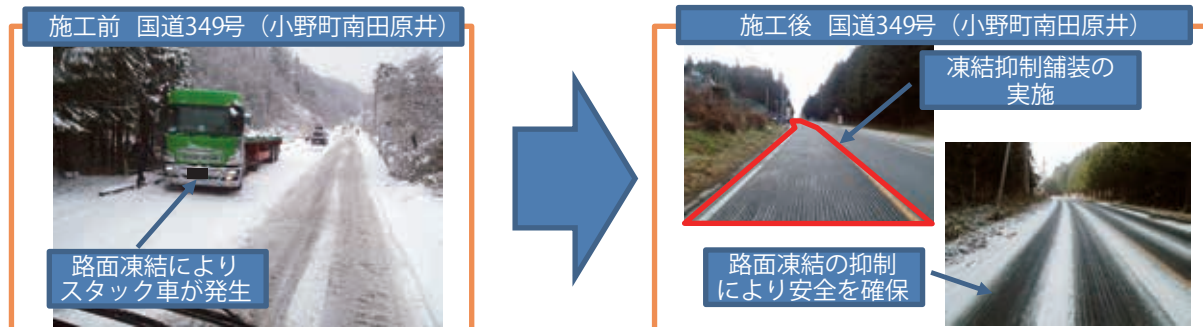 施工前 国道349号（小野町南田原井）
路面凍結により
スタック車が発生
施工後 国道349号（小野町南田原井）
凍結抑制舗装の
実施
路面凍結の抑制
により安全を確保